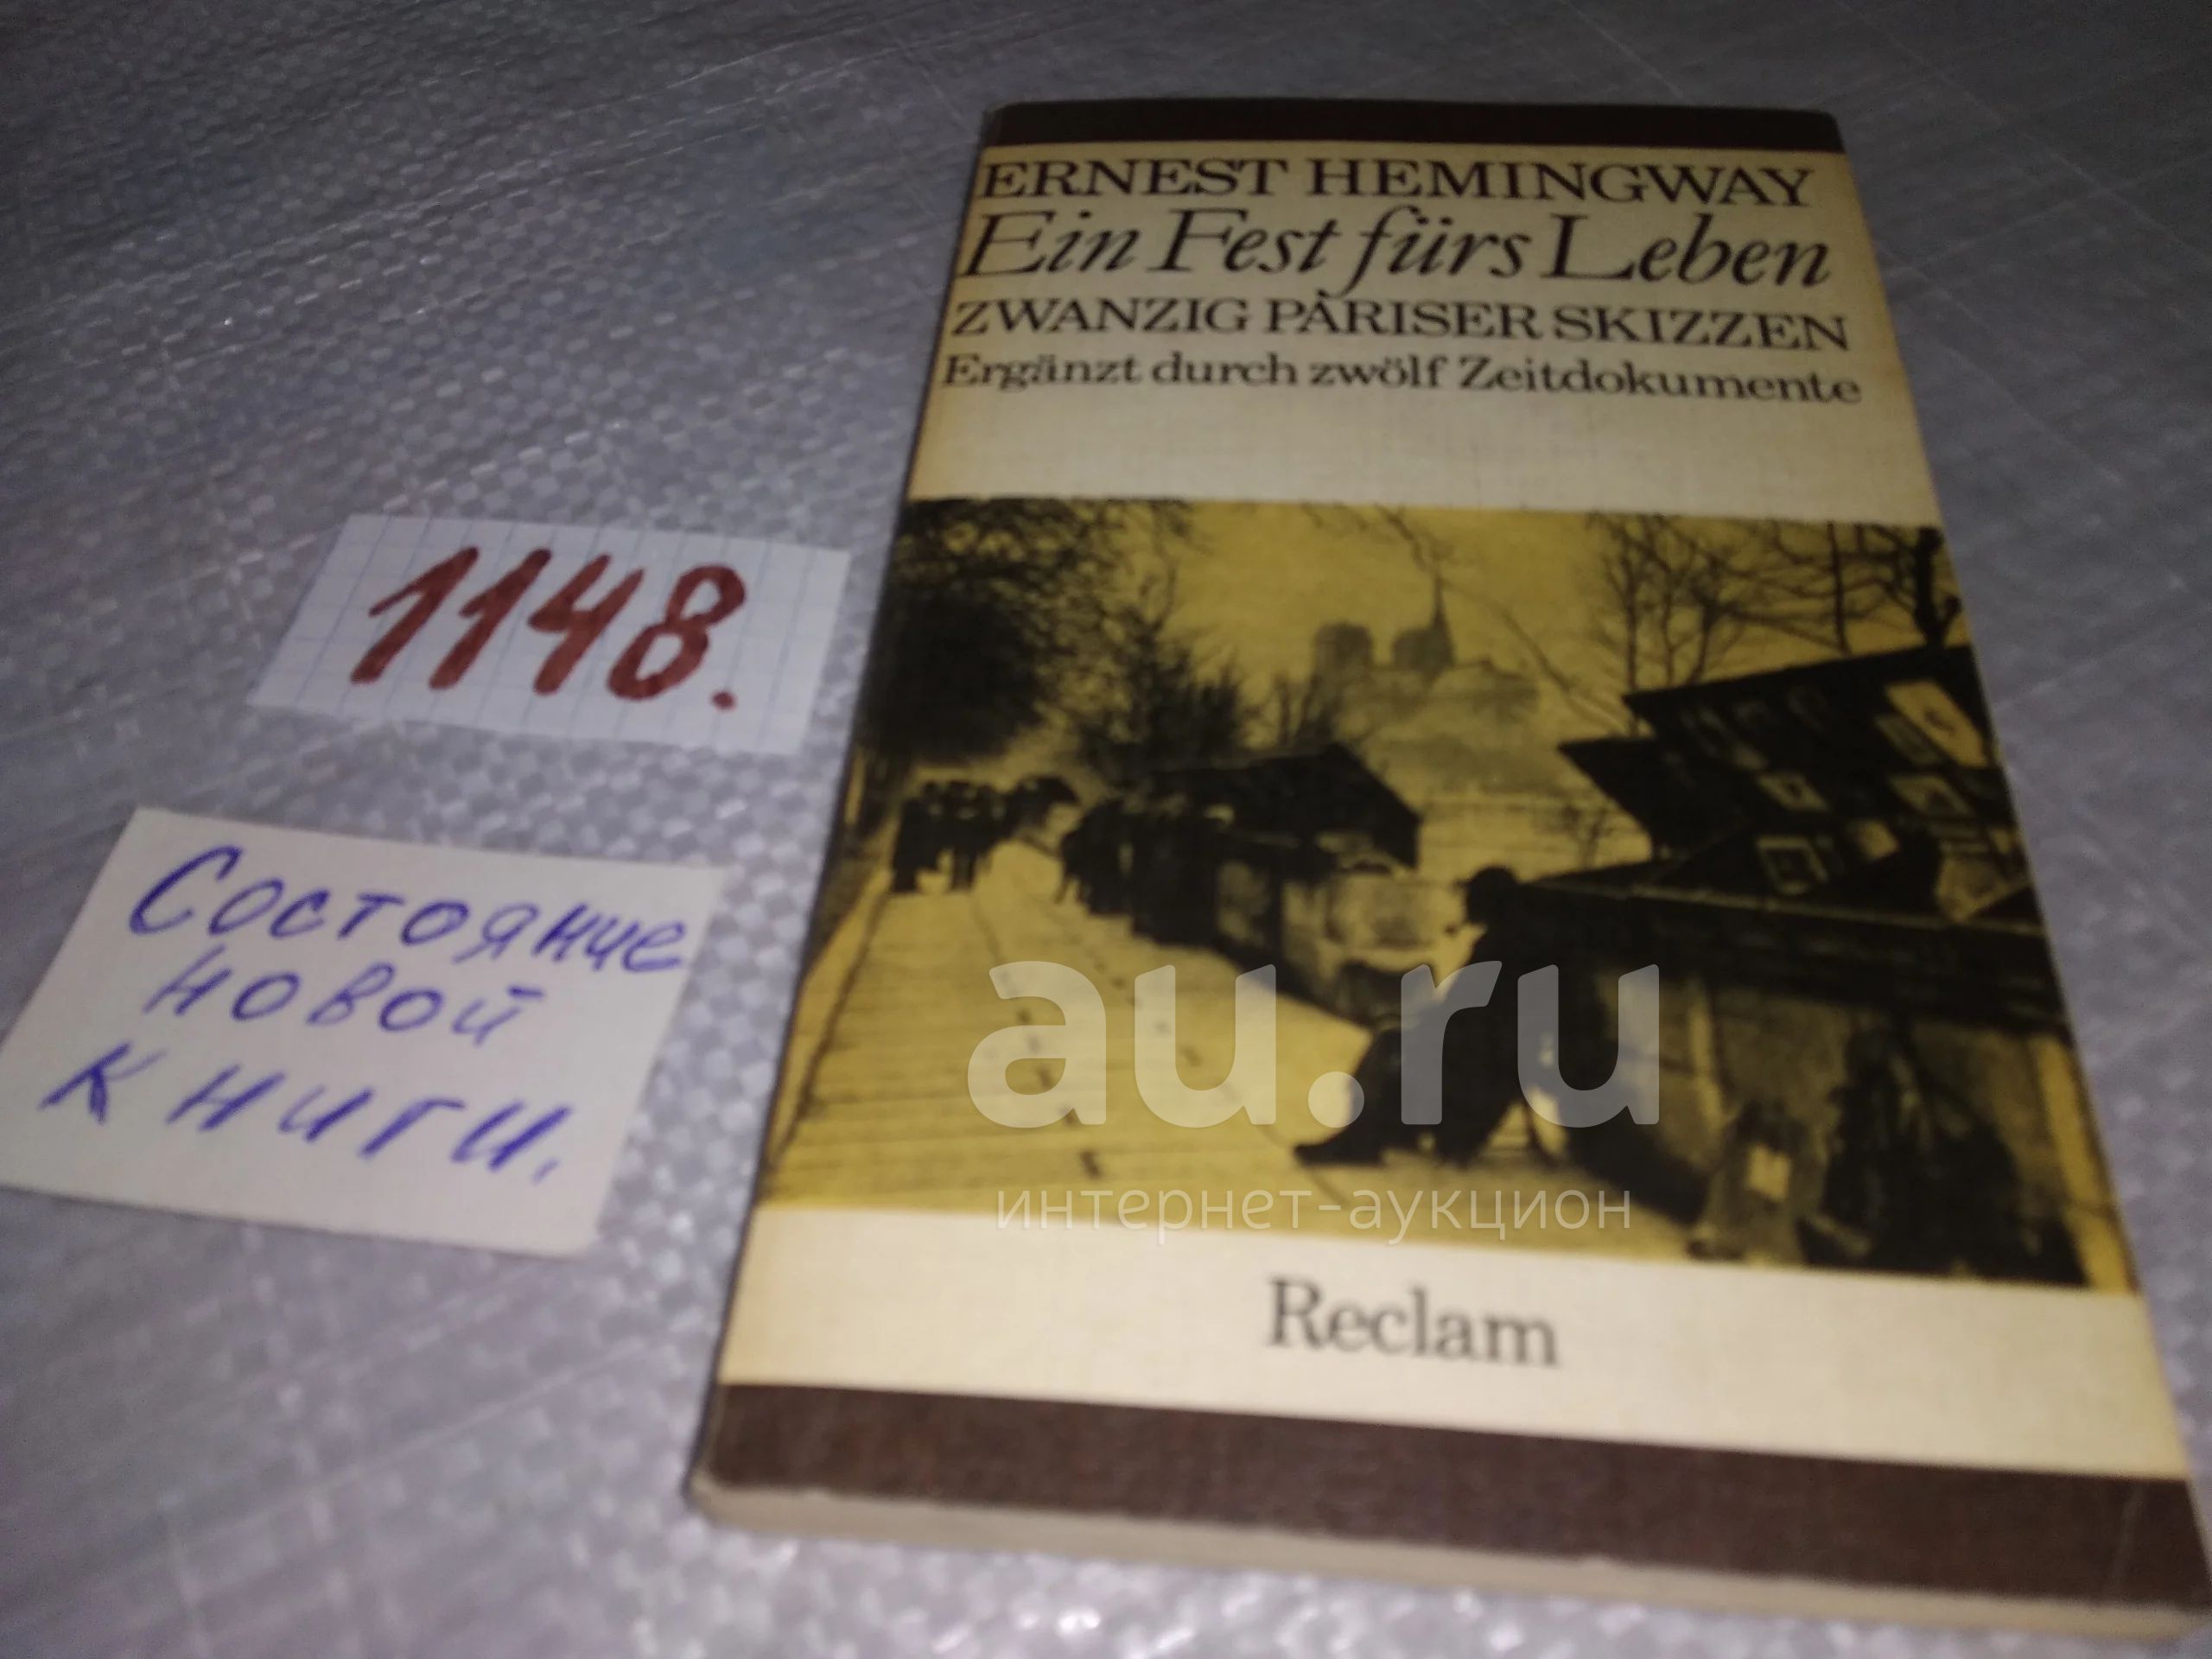 ERNEST HEMINGWAY
Ein Fest fürs Leben
ZWANZIG PARISER SKIZZEN
Ergänzt durch zwölf Zeitdokumente
1148.
Состояние
новой
книги.
au.ru
интернет-аукцион
Reclam